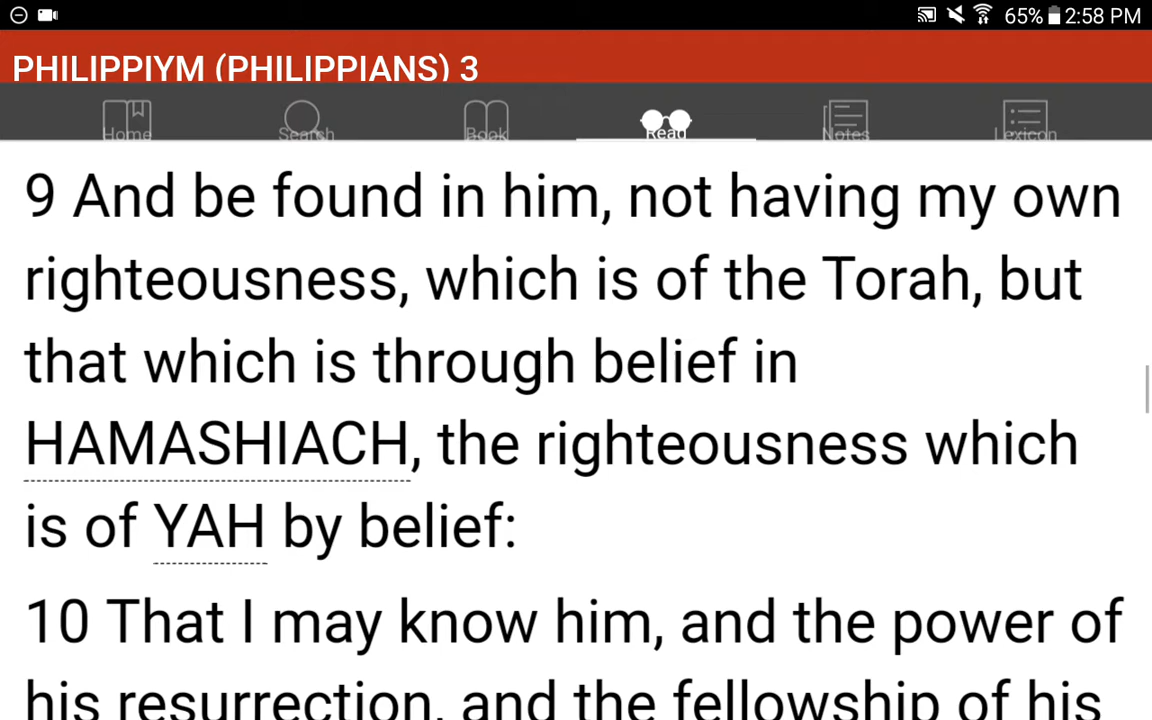 65% 2:58 PM
PHILIPPIYM (PHILIPPIANS) 3
Home Search Book Read Notes Lexicon
9 And be found in him, not having my own
righteousness, which is of the Torah, but
that which is through belief in
HAMASHIACH, the righteousness which
is of YAH by belief:
10 That I may know him, and the power of
his resurrection, and the fellowship of his